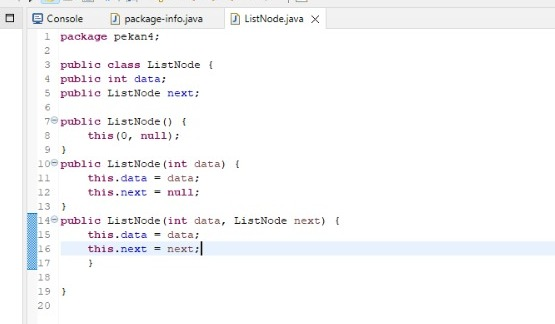 Console package-info.java ListNode.java
1 package pekan4;
2
3 public class ListNode {
4 public int data;
5 public ListNode next;
6
7 public ListNode() {
8     this(0, null);
9 }
10 public ListNode(int data) {
11     this.data = data;
12     this.next = null;
13 }
14 public ListNode(int data, ListNode next) {
15     this.data = data;
16     this.next = next;
17     }
18
19 }
20